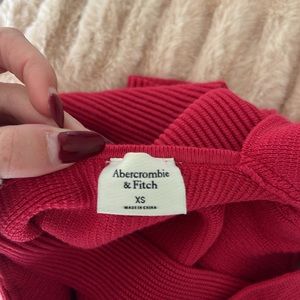 Abercrombie
& Fitch
XS
MADE IN CHINA